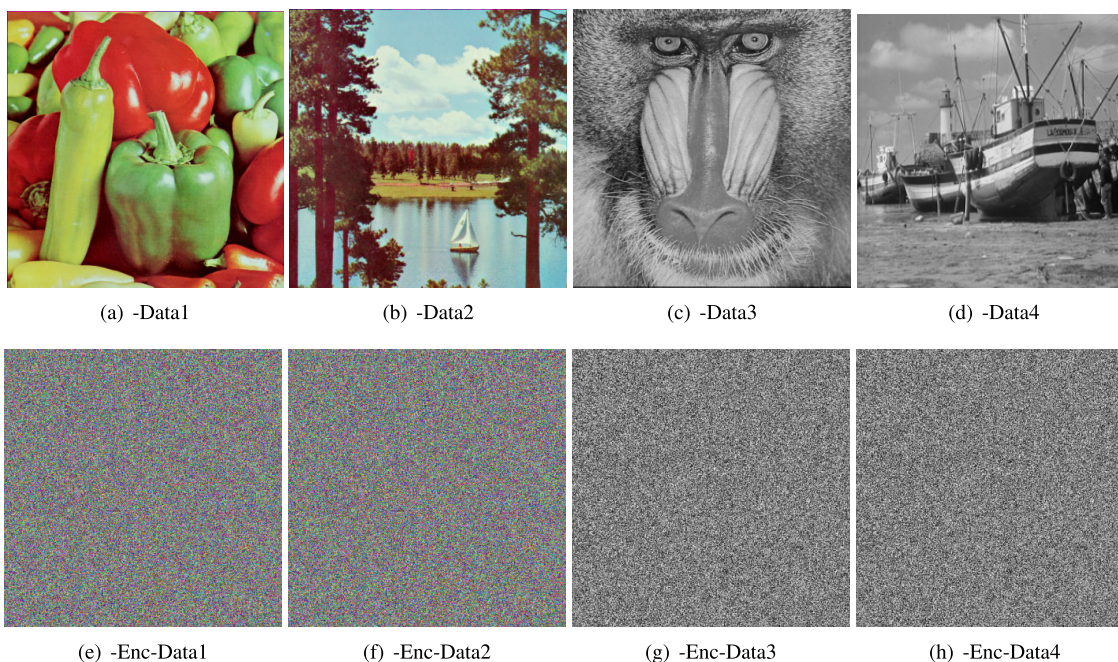 (a) -Data1
(b) -Data2
(c) -Data3
(d) -Data4
(e) -Enc-Data1
(f) -Enc-Data2
(g) -Enc-Data3
(h) -Enc-Data4